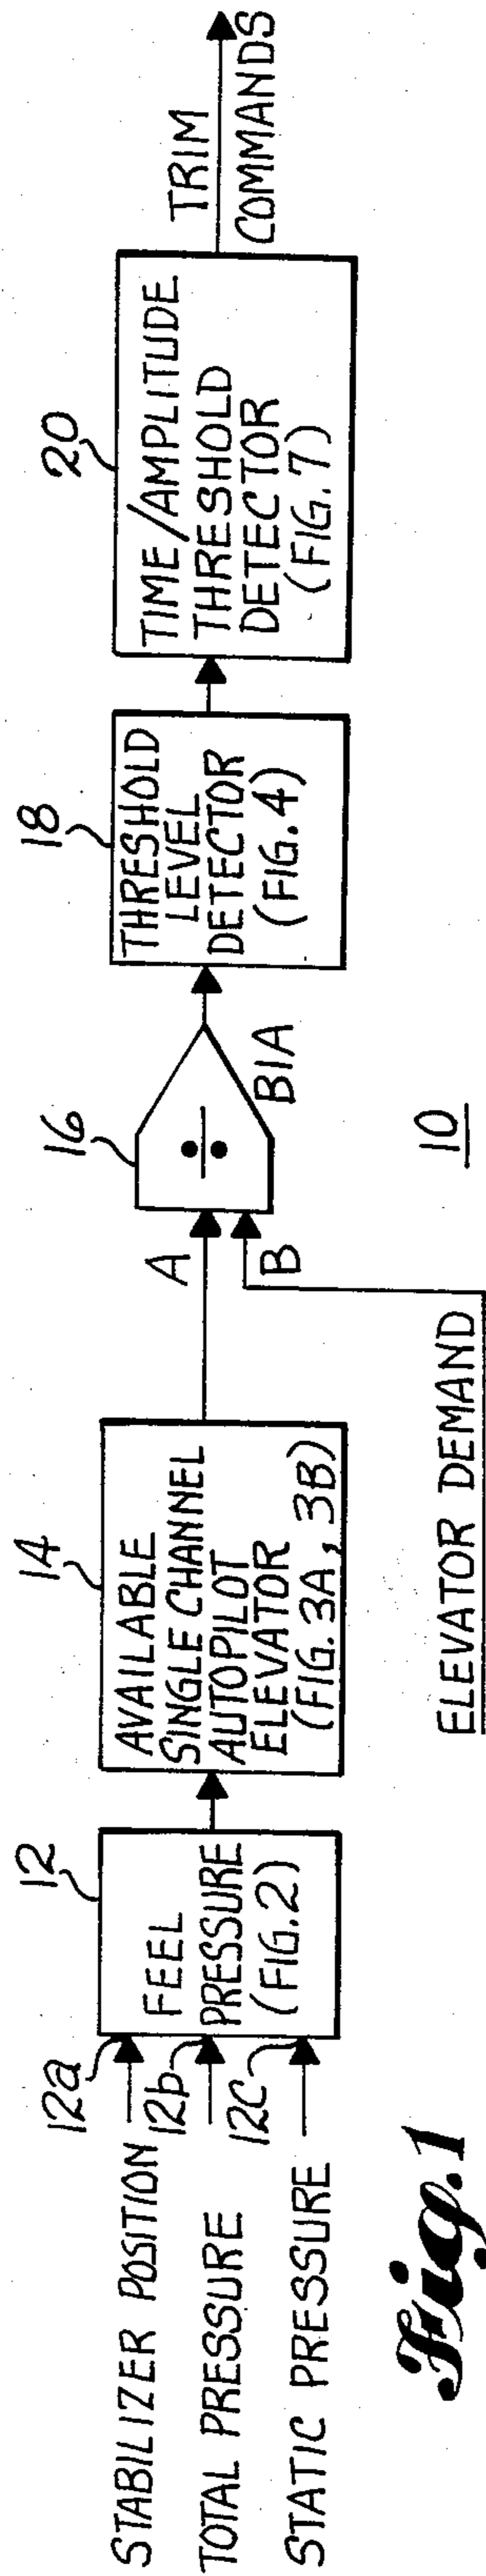 STABILIZER POSITION
TOTAL PRESSURE
STATIC PRESSURE
12a
12b
12c
12
FEEL
PRESSURE
(FIG.2)
14
AVAILABLE
SINGLE CHANNEL
AUTOPILOT
ELEVATOR
(FIG.3A, 3B)
A
B
ELEVATOR DEMAND
16
÷
B/A
18
THRESHOLD
LEVEL
DETECTOR
(FIG.4)
20
TIME/AMPLITUDE
THRESHOLD
DETECTOR
(FIG.7)
TRIM
COMMANDS
10
Fig.1